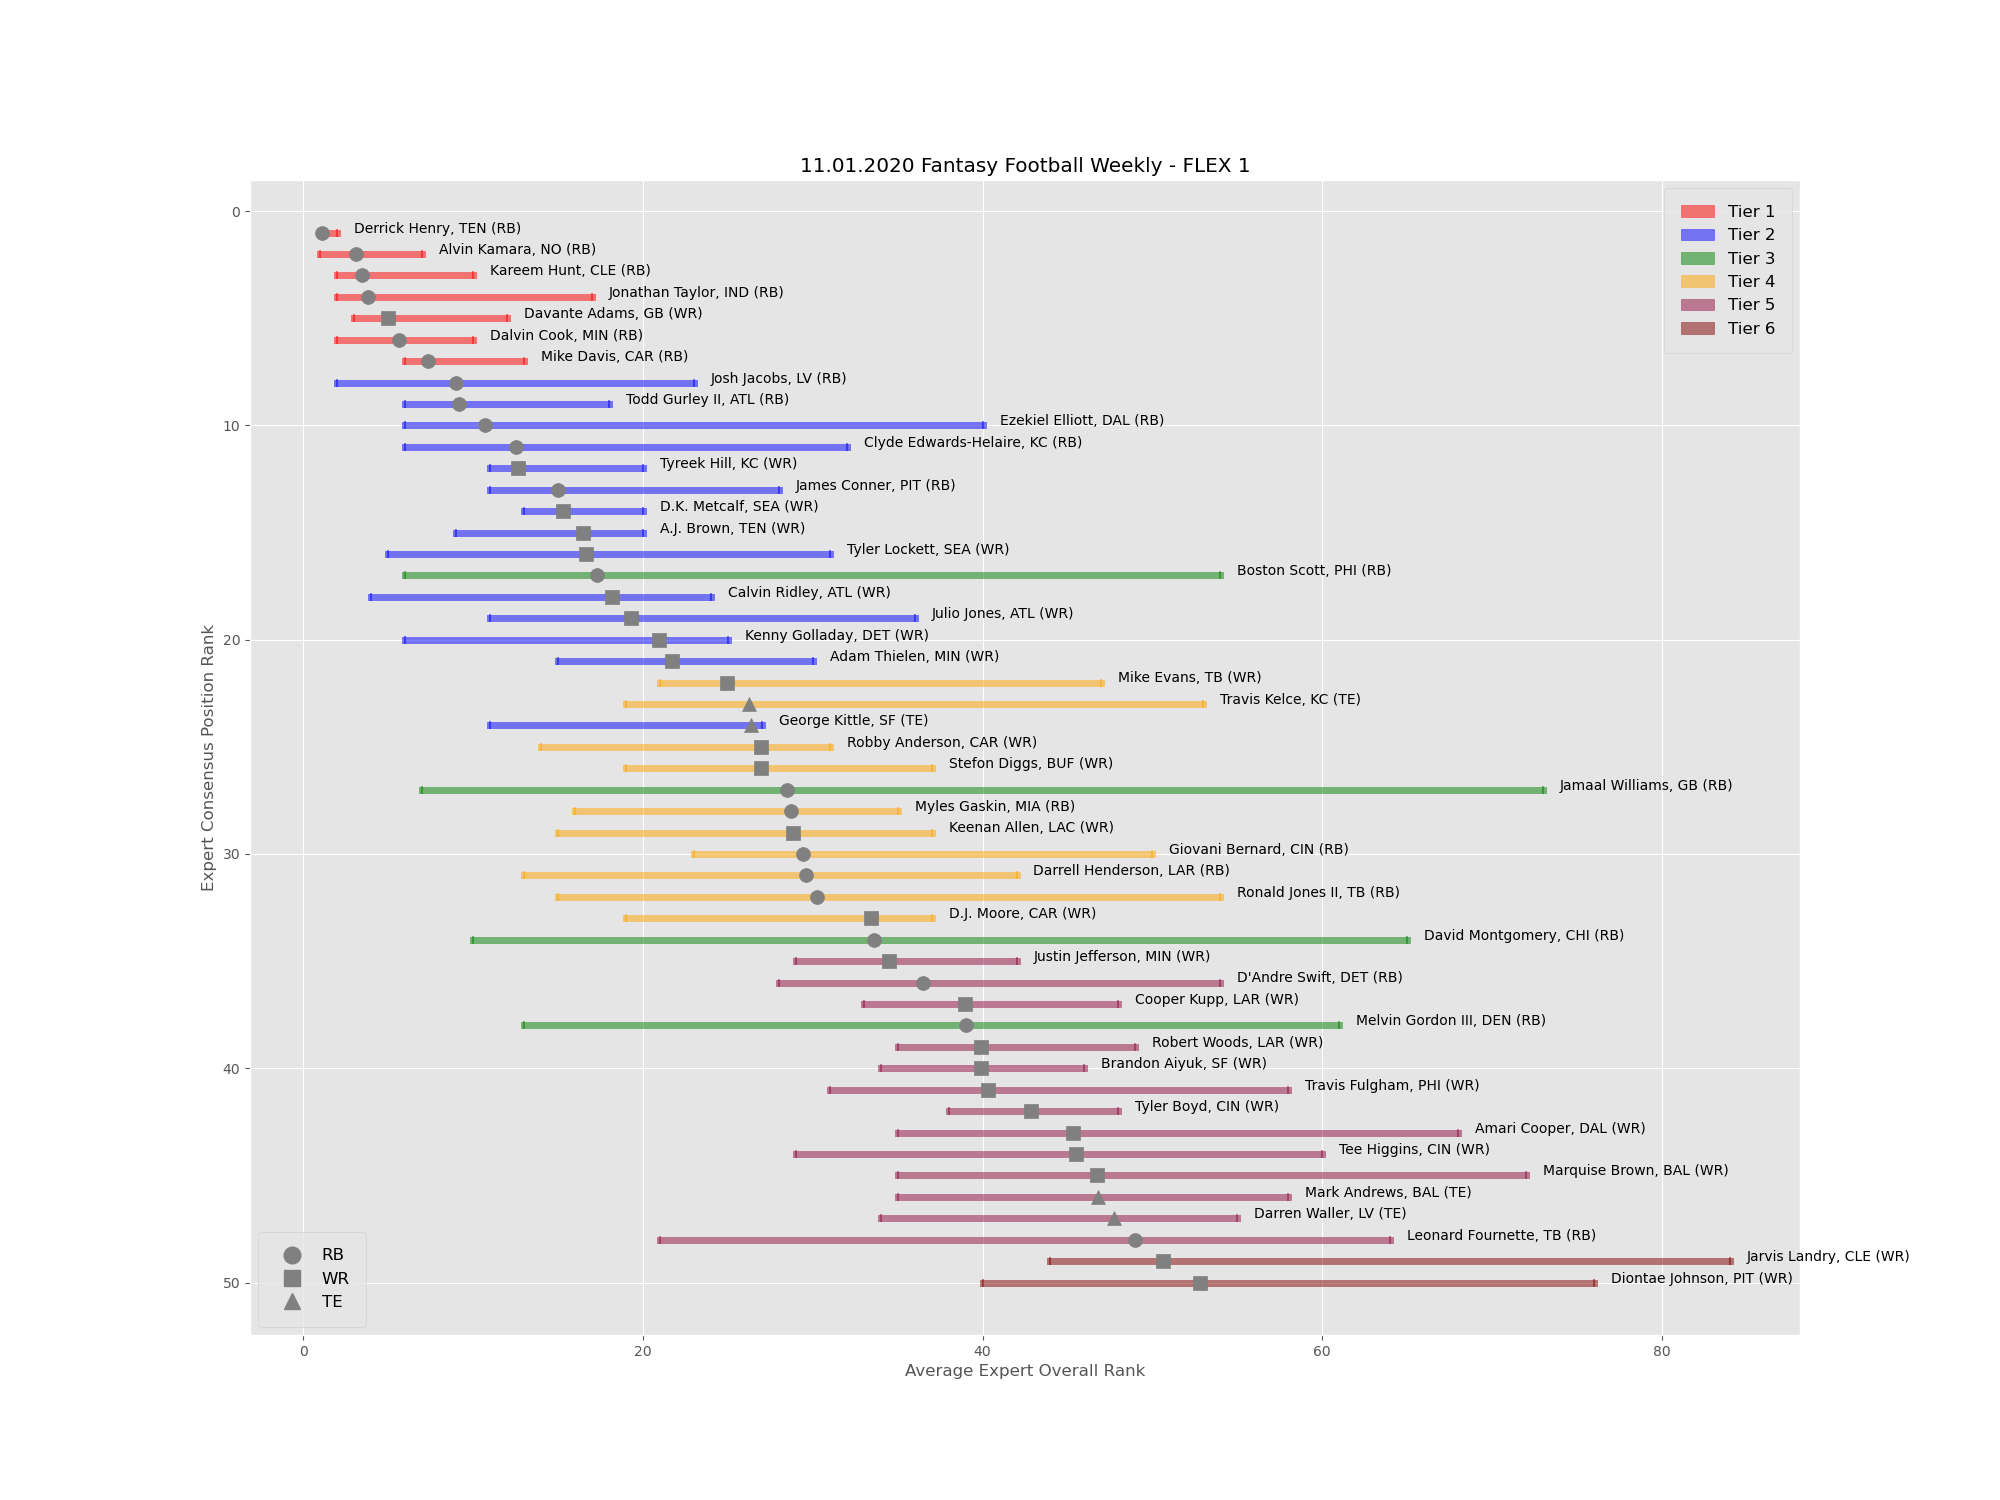 11.01.2020 Fantasy Football Weekly - FLEX 1
Expert Consensus Position Rank
0
10
20
30
40
50
Derrick Henry, TEN (RB)
Alvin Kamara, NO (RB)
Kareem Hunt, CLE (RB)
Jonathan Taylor, IND (RB)
Davante Adams, GB (WR)
Dalvin Cook, MIN (RB)
Mike Davis, CAR (RB)
Josh Jacobs, LV (RB)
Todd Gurley II, ATL (RB)
Ezekiel Elliott, DAL (RB)
Clyde Edwards-Helaire, KC (RB)
Tyreek Hill, KC (WR)
James Conner, PIT (RB)
D.K. Metcalf, SEA (WR)
A.J. Brown, TEN (WR)
Tyler Lockett, SEA (WR)
Boston Scott, PHI (RB)
Calvin Ridley, ATL (WR)
Julio Jones, ATL (WR)
Kenny Golladay, DET (WR)
Adam Thielen, MIN (WR)
Mike Evans, TB (WR)
Travis Kelce, KC (TE)
George Kittle, SF (TE)
Robby Anderson, CAR (WR)
Stefon Diggs, BUF (WR)
Jamaal Williams, GB (RB)
Myles Gaskin, MIA (RB)
Keenan Allen, LAC (WR)
Giovani Bernard, CIN (RB)
Darrell Henderson, LAR (RB)
Ronald Jones II, TB (RB)
D.J. Moore, CAR (WR)
David Montgomery, CHI (RB)
Justin Jefferson, MIN (WR)
D'Andre Swift, DET (RB)
Cooper Kupp, LAR (WR)
Melvin Gordon III, DEN (RB)
Robert Woods, LAR (WR)
Brandon Aiyuk, SF (WR)
Travis Fulgham, PHI (WR)
Tyler Boyd, CIN (WR)
Amari Cooper, DAL (WR)
Tee Higgins, CIN (WR)
Marquise Brown, BAL (WR)
Mark Andrews, BAL (TE)
Darren Waller, LV (TE)
Leonard Fournette, TB (RB)
Jarvis Landry, CLE (WR)
Diontae Johnson, PIT (WR)
Tier 1
Tier 2
Tier 3
Tier 4
Tier 5
Tier 6
RB
WR
TE
0
20
40
60
80
Average Expert Overall Rank